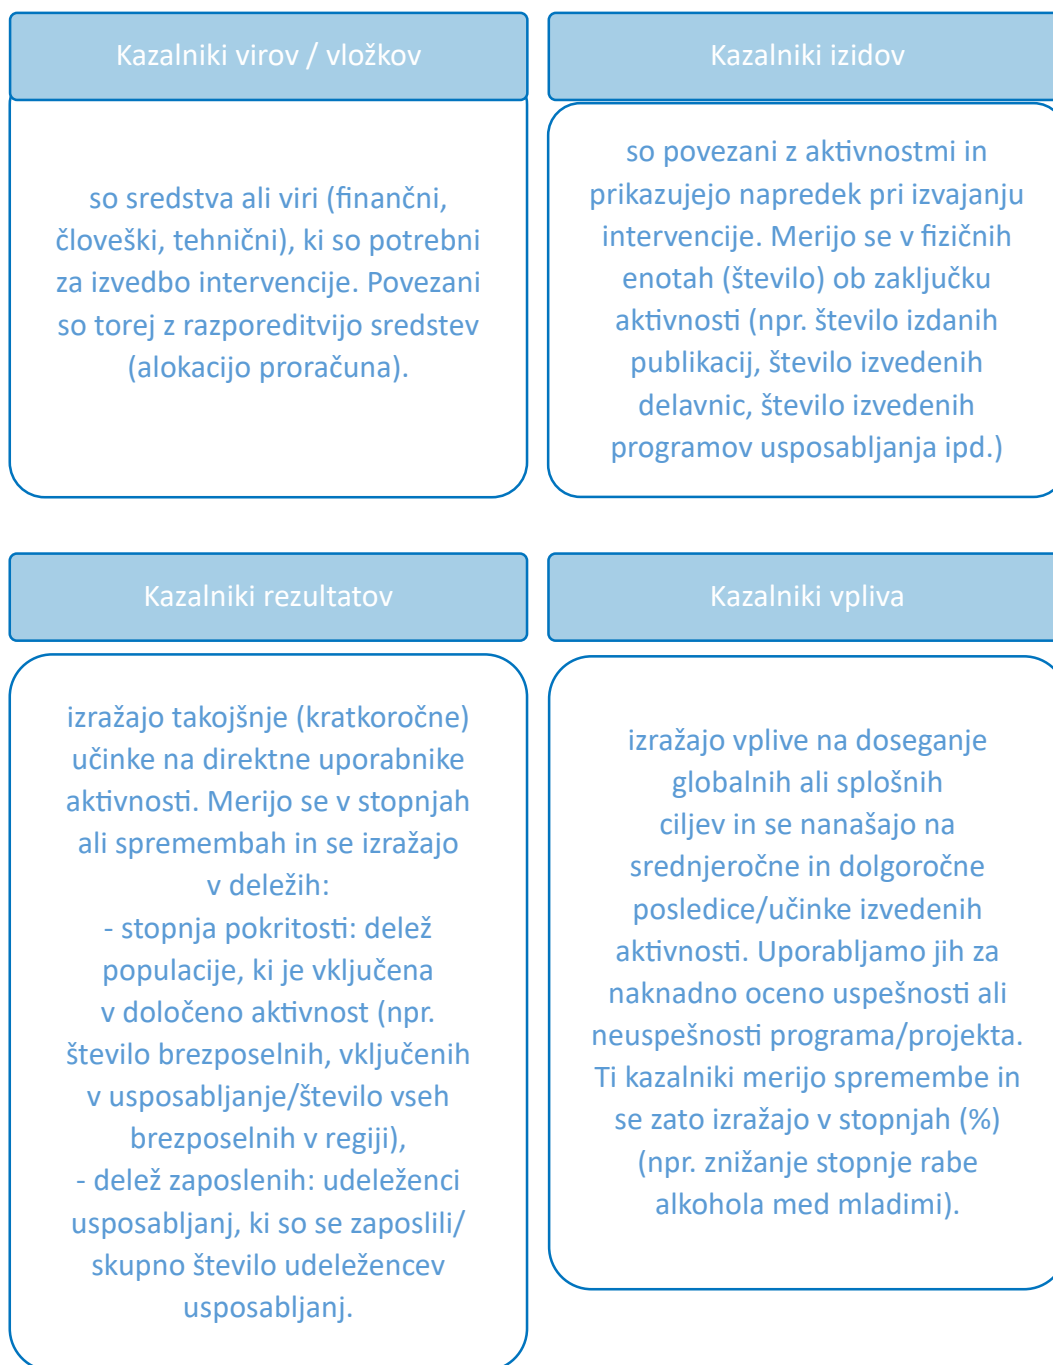 Kazalniki virov / vložkov
so sredstva ali viri (finančni,
človeški, tehnični), ki so potrebni
za izvedbo intervencije. Povezani
so torej z razporeditvijo sredstev
(alokacijo proračuna).
Kazalniki izidov
so povezani z aktivnostmi in
prikazujejo napredek pri izvajanju
intervencije. Merijo se v fizičnih
enotah (število) ob zaključku
aktivnosti (npr. število izdanih
publikacij, število izvedenih
delavnic, število izvedenih
programov usposabljanja ipd.)
Kazalniki rezultatov
izražajo takojšnje (kratkoročne)
učinke na direktne uporabnike
aktivnosti. Merijo se v stopnjah
ali spremembah in se izražajo
v deležih:
- stopnja pokritosti: delež
populacije, ki je vključena
v določeno aktivnost (npr.
število brezposelnih, vključenih
v usposabljanje/število vseh
brezposelnih v regiji),
- delež zaposlenih: udeleženci
usposabljanj, ki so se zaposlili/
skupno število udeležencev
usposabljanj.
Kazalniki vpliva
izražajo vplive na doseganje
globalnih ali splošnih
ciljev in se nanašajo na
srednjeročne in dolgoročne
posledice/učinke izvedenih
aktivnosti. Uporabljamo jih za
naknadno oceno uspešnosti ali
neuspešnosti programa/projekta.
Ti kazalniki merijo spremembe in
se zato izražajo v stopnjah (%)
(npr. znižanje stopnje rabe
alkohola med mladimi).